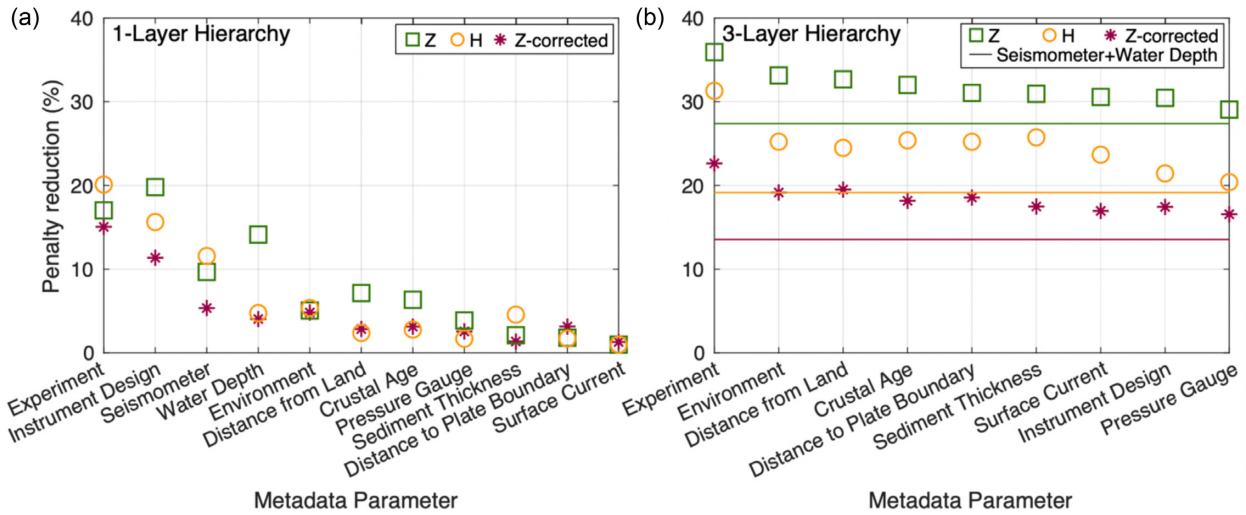 (a)
1-Layer Hierarchy
Z H Z-corrected
Penalty reduction (%)
40
30
20
10
0
Experiment
Instrument Design
Seismometer
Water Depth
Environment
Distance from Land
Crustal Age
Pressure Gauge
Sediment Thickness
Distance to Plate Boundary
Surface Current
Metadata Parameter
(b)
3-Layer Hierarchy
Z H Z-corrected
Seismometer+Water Depth
40
30
20
10
0
Experiment
Environment
Distance from Land
Crustal Age
Distance to Plate Boundary
Sediment Thickness
Surface Current
Instrument Design
Pressure Gauge
Metadata Parameter